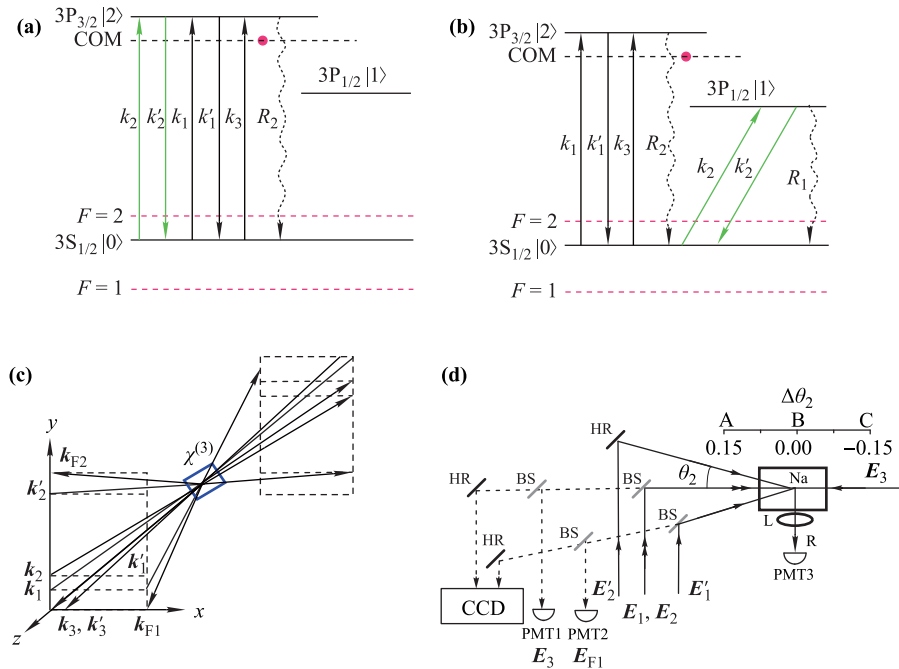 (a)
3P₃/₂|2⟩
COM
3P₁/₂|1⟩
k₂ k′₂ k₁ k′₁ k₃ R₂
F = 2
3S₁/₂|0⟩
F = 1
(b)
3P₃/₂|2⟩
COM
3P₁/₂|1⟩
k₁ k′₁ k₃ R₂ k₂ k′₂ R₁
F = 2
3S₁/₂|0⟩
F = 1
(c)
y
χ⁽³⁾
k_F2
k′₂
k₂
k′₁
k₁
x
k₃, k′₃ k_F1
z
(d)
Δθ₂
A B C
0.15 0.00 −0.15
HR
E₃
Na
θ₂
HR BS BS
BS BS
L
R
HR
PMT3
CCD
E′₂ E₁, E₂ E′₁
PMT1 PMT2
E₃ E_F1